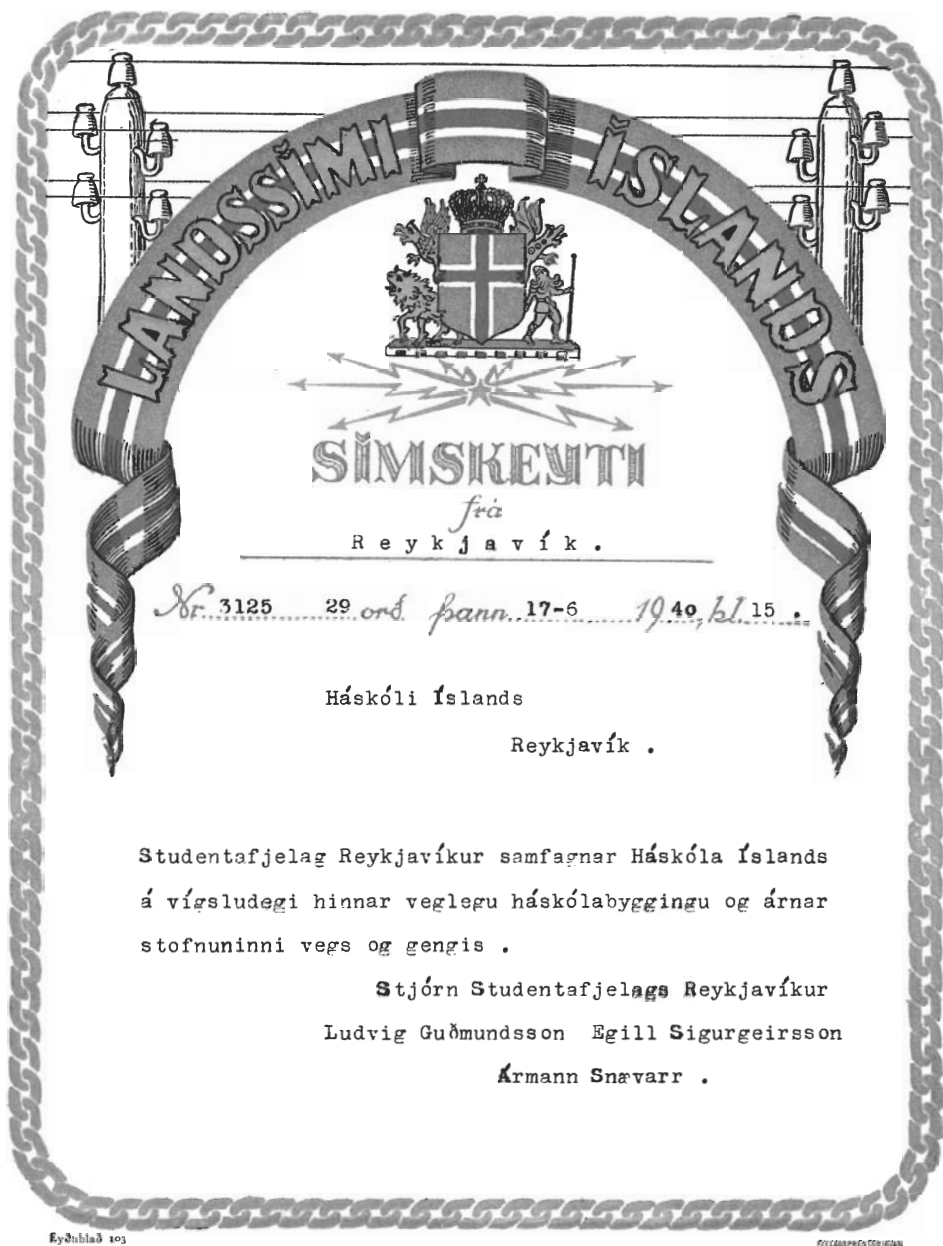 LANDSSÍMI ÍSLANDS
SÍMSKEYTI
frá
Reykjavík.
Nr. 3125 29 orð þann 17-6 1940, kl. 15.
Háskóli Íslands
Reykjavík .
Studentafjelag Reykjavíkur samfagnar Háskóla Íslands
á vígsludegi hinnar veglegu háskólabyggingu og árnar
stofnuninni vegs og gengis .
Stjórn Studentafjelags Reykjavíkur
Ludvig Guðmundsson Egill Sigurgeirsson
Ármann Snævarr .
Eyðublað 103